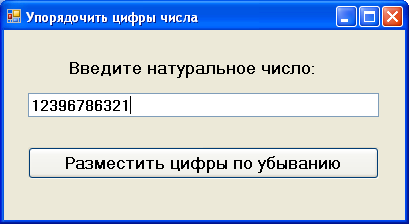 Упорядочить цифры числа
Введите натуральное число:
12396786321
Разместить цифры по убыванию